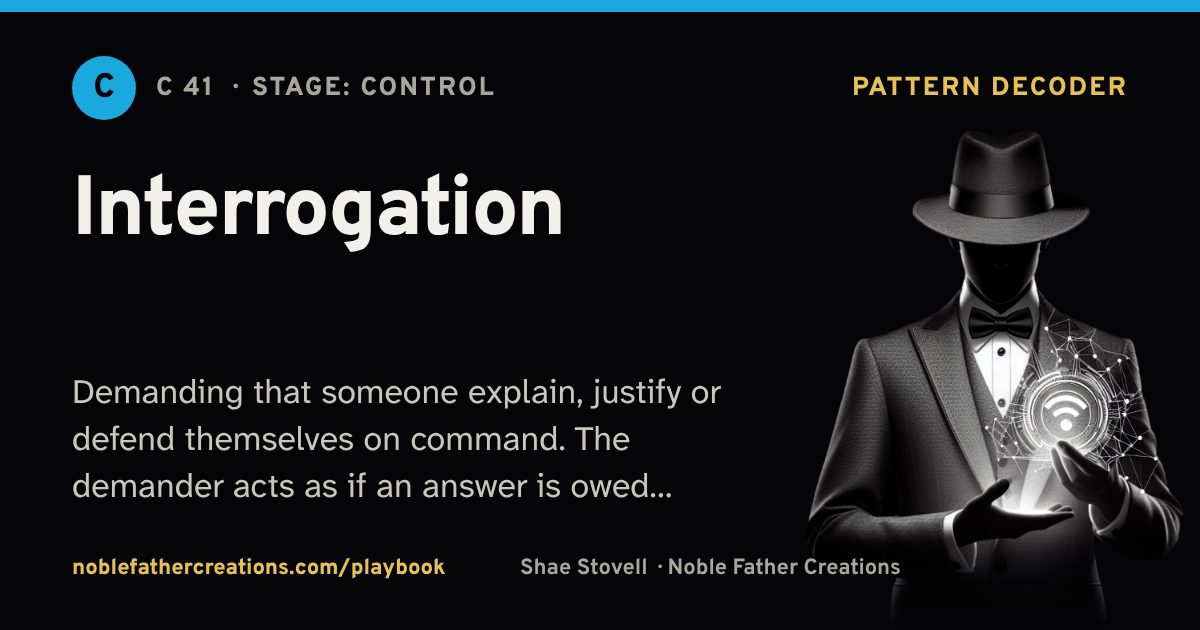 C
C 41 · STAGE: CONTROL
PATTERN DECODER
Interrogation
Demanding that someone explain, justify or
defend themselves on command. The
demander acts as if an answer is owed...
noblefathercreations.com/playbook
Shae Stovell · Noble Father Creations